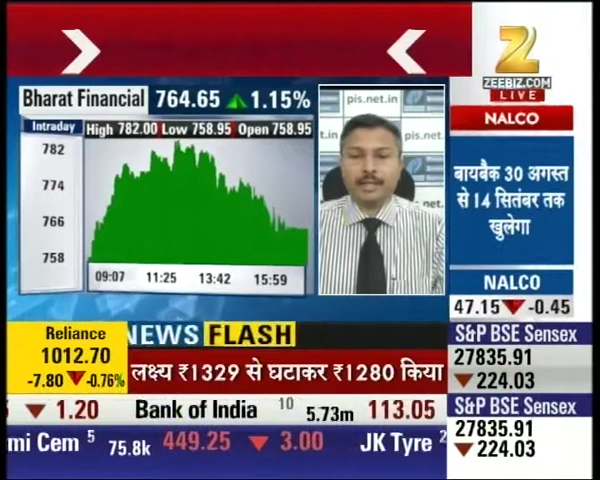 ZEEBIZ.COM
LIVE
Bharat Financial 764.65 1.15%
Intraday High 782.00 Low 758.95 Open 758.95
782
774
766
758
09:07 11:25 13:42 15:59
pis.net.in
NALCO
बायबैक 30 अगस्त
से 14 सितंबर तक
खुलेगा
NALCO
47.15 -0.45
Reliance
1012.70
-7.80 -0.76%
NEWS FLASH
लक्ष्य ₹1329 से घटाकर ₹1280 किया
S&P BSE Sensex
27835.91
224.03
1.20 Bank of India 10 5.73m 113.05
mi Cem 5 75.8k 449.25 3.00 JK Tyre 2
S&P BSE Sensex
27835.91
224.03